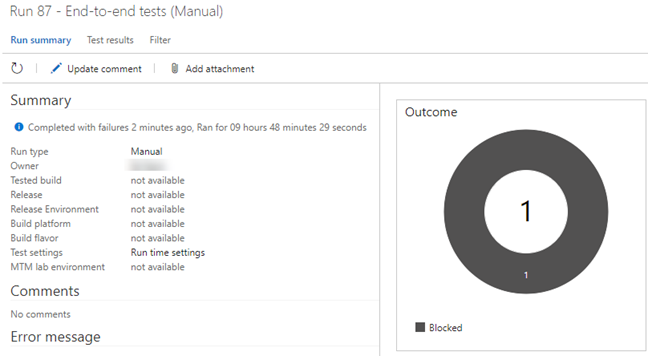 Run 87 - End-to-end tests (Manual)
Run summary Test results Filter
Update comment Add attachment
Summary
Completed with failures 2 minutes ago, Ran for 09 hours 48 minutes 29 seconds
Run type Manual
Owner
Tested build not available
Release not available
Release Environment not available
Build platform not available
Build flavor not available
Test settings Run time settings
MTM lab environment not available
Comments
No comments
Error message
Outcome
1
1
Blocked